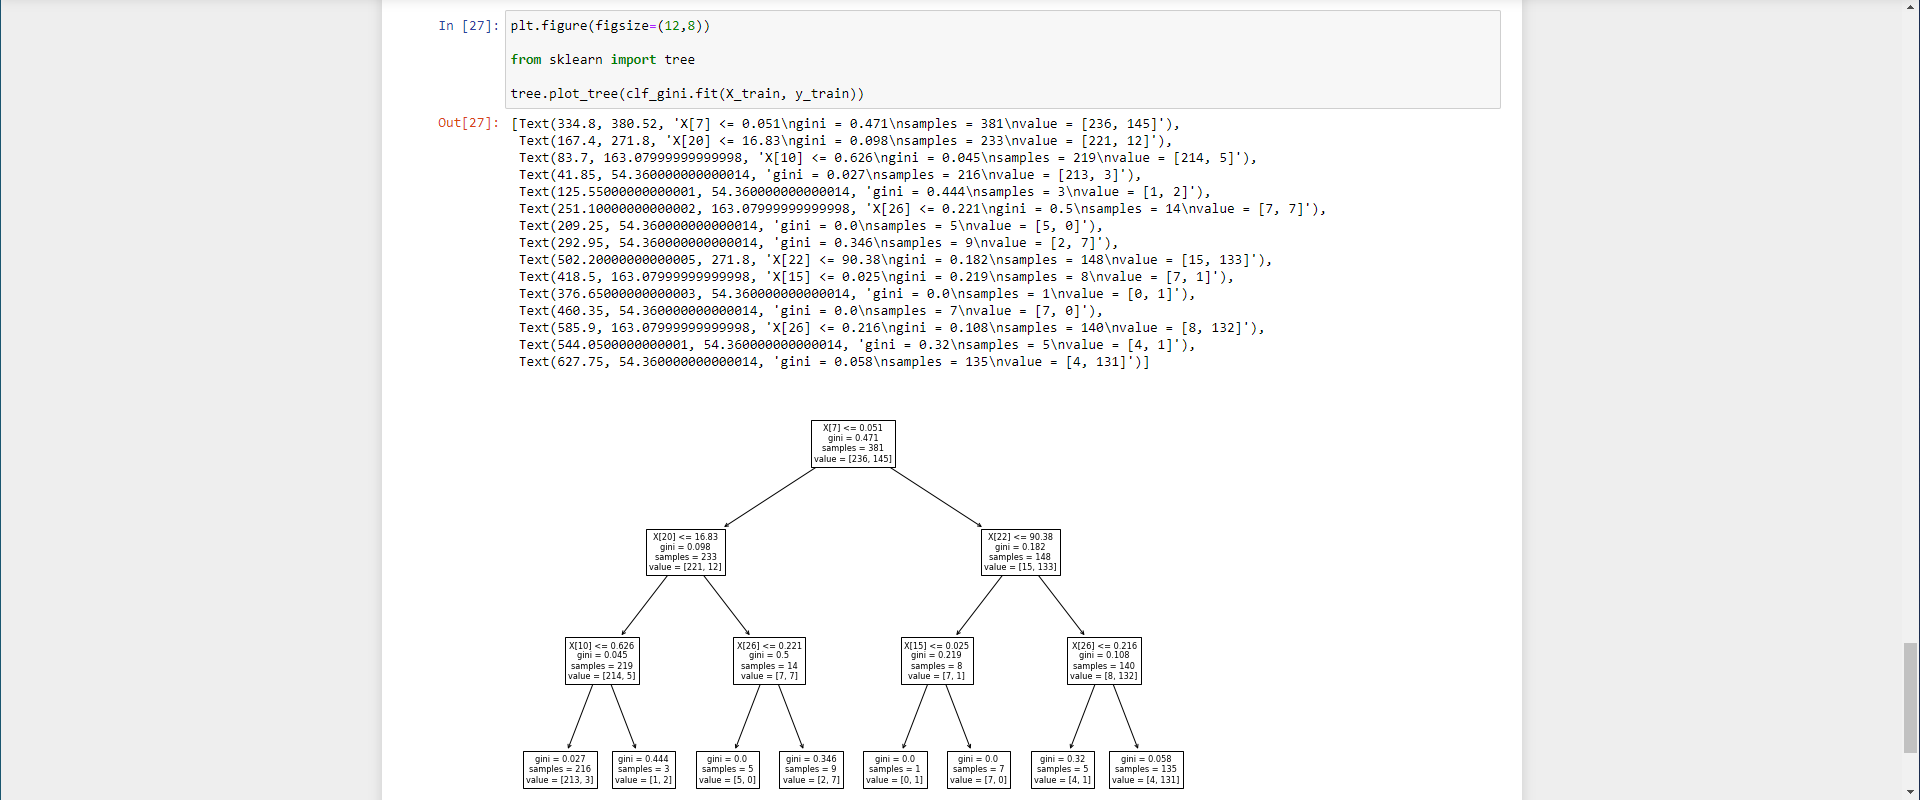 In [27]: plt.figure(figsize=(12,8))
from sklearn import tree
tree.plot_tree(clf_gini.fit(X_train, y_train))
Out[27]: [Text(334.8, 380.52, 'X[7] <= 0.051\ngini = 0.471\nsamples = 381\nvalue = [236, 145]'),
Text(167.4, 271.8, 'X[20] <= 16.83\ngini = 0.098\nsamples = 233\nvalue = [221, 12]'),
Text(83.7, 163.07999999999998, 'X[10] <= 0.626\ngini = 0.045\nsamples = 219\nvalue = [214, 5]'),
Text(41.85, 54.360000000000014, 'gini = 0.027\nsamples = 216\nvalue = [213, 3]'),
Text(125.55000000000001, 54.360000000000014, 'gini = 0.444\nsamples = 3\nvalue = [1, 2]'),
Text(251.10000000000002, 163.07999999999998, 'X[26] <= 0.221\ngini = 0.5\nsamples = 14\nvalue = [7, 7]'),
Text(209.25, 54.360000000000014, 'gini = 0.0\nsamples = 5\nvalue = [5, 0]'),
Text(292.95, 54.360000000000014, 'gini = 0.346\nsamples = 9\nvalue = [2, 7]'),
Text(502.20000000000005, 271.8, 'X[22] <= 90.38\ngini = 0.182\nsamples = 148\nvalue = [15, 133]'),
Text(418.5, 163.07999999999998, 'X[15] <= 0.025\ngini = 0.219\nsamples = 8\nvalue = [7, 1]'),
Text(376.65000000000003, 54.360000000000014, 'gini = 0.0\nsamples = 1\nvalue = [0, 1]'),
Text(460.35, 54.360000000000014, 'gini = 0.0\nsamples = 7\nvalue = [7, 0]'),
Text(585.9, 163.07999999999998, 'X[26] <= 0.216\ngini = 0.108\nsamples = 140\nvalue = [8, 132]'),
Text(544.0500000000001, 54.360000000000014, 'gini = 0.32\nsamples = 5\nvalue = [4, 1]'),
Text(627.75, 54.360000000000014, 'gini = 0.058\nsamples = 135\nvalue = [4, 131]')]
X[7] <= 0.051
gini = 0.471
samples = 381
value = [236, 145]
X[20] <= 16.83
gini = 0.098
samples = 233
value = [221, 12]
X[22] <= 90.38
gini = 0.182
samples = 148
value = [15, 133]
X[10] <= 0.626
gini = 0.045
samples = 219
value = [214, 5]
X[26] <= 0.221
gini = 0.5
samples = 14
value = [7, 7]
X[15] <= 0.025
gini = 0.219
samples = 8
value = [7, 1]
X[26] <= 0.216
gini = 0.108
samples = 140
value = [8, 132]
gini = 0.027
samples = 216
value = [213, 3]
gini = 0.444
samples = 3
value = [1, 2]
gini = 0.0
samples = 5
value = [5, 0]
gini = 0.346
samples = 9
value = [2, 7]
gini = 0.0
samples = 1
value = [0, 1]
gini = 0.0
samples = 7
value = [7, 0]
gini = 0.32
samples = 5
value = [4, 1]
gini = 0.058
samples = 135
value = [4, 131]